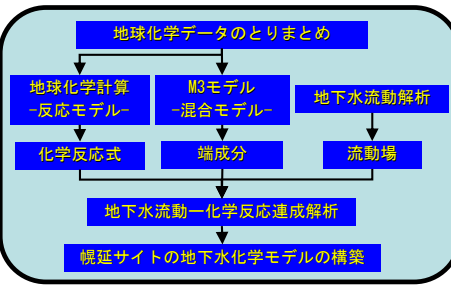 地球化学データのとりまとめ
地球化学計算
-反応モデル-
M3モデル
-混合モデル-
地下水流動解析
化学反応式
端成分
流動場
地下水流動―化学反応連成解析
幌延サイトの地下水化学モデルの構築